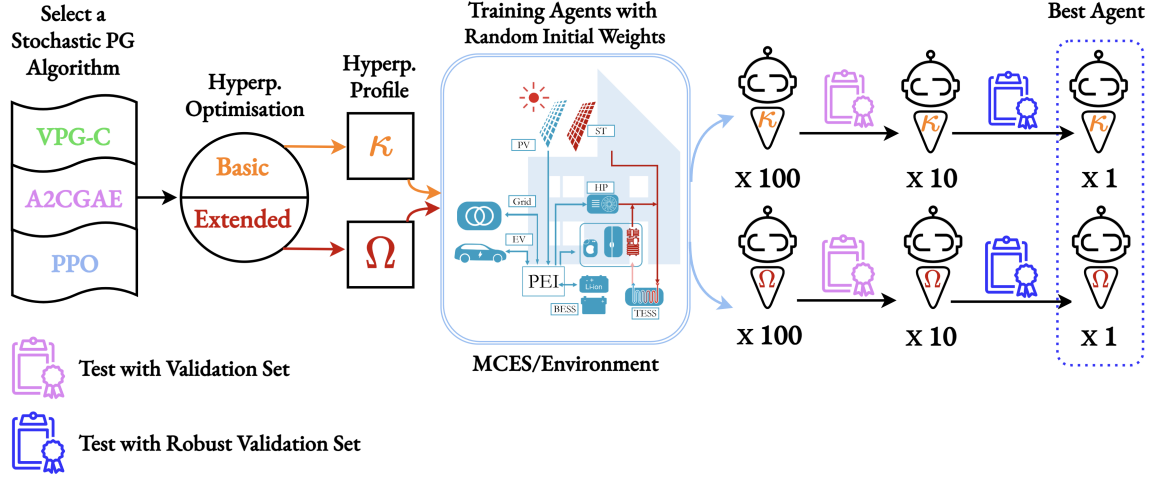 Select a
Stochastic PG
Algorithm
VPG-C
A2CGAE
PPO
Hyperp.
Optimisation
Basic
Extended
Hyperp.
Profile
κ
Ω
Training Agents with
Random Initial Weights
PV
ST
HP
Grid
EV
PEI
Li-ion
BESS
TESS
MCES/Environment
Best Agent
κ
κ
κ
x 100
x 10
x 1
Ω
Ω
Ω
x 100
x 10
x 1
Test with Validation Set
Test with Robust Validation Set